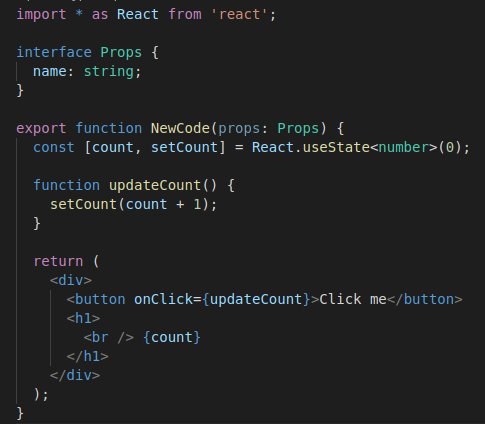 import * as React from 'react';
interface Props {
name: string;
}
export function NewCode(props: Props) {
const [count, setCount] = React.useState<number>(0);
function updateCount() {
setCount(count + 1);
}
return (
<div>
<button onClick={updateCount}>Click me</button>
<h1>
<br /> {count}
</h1>
</div>
);
}